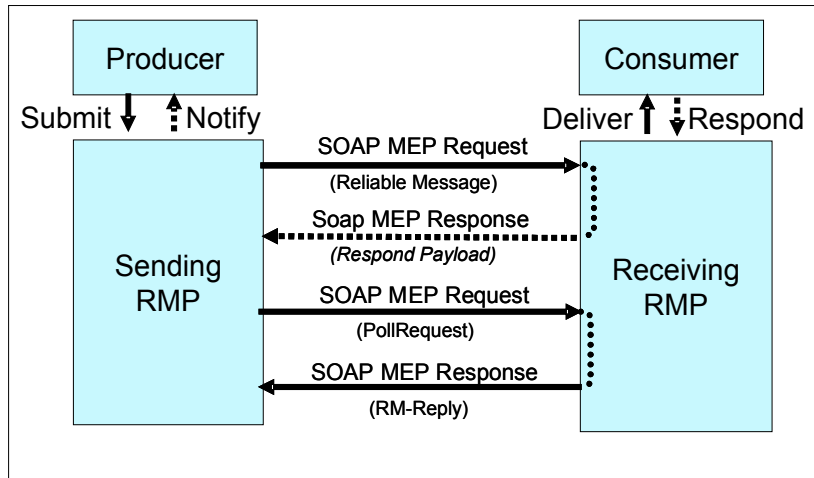 Producer
Consumer
Submit
Notify
Deliver
Respond
SOAP MEP Request
(Reliable Message)
Soap MEP Response
(Respond Payload)
Sending
RMP
Receiving
RMP
SOAP MEP Request
(PollRequest)
SOAP MEP Response
(RM-Reply)